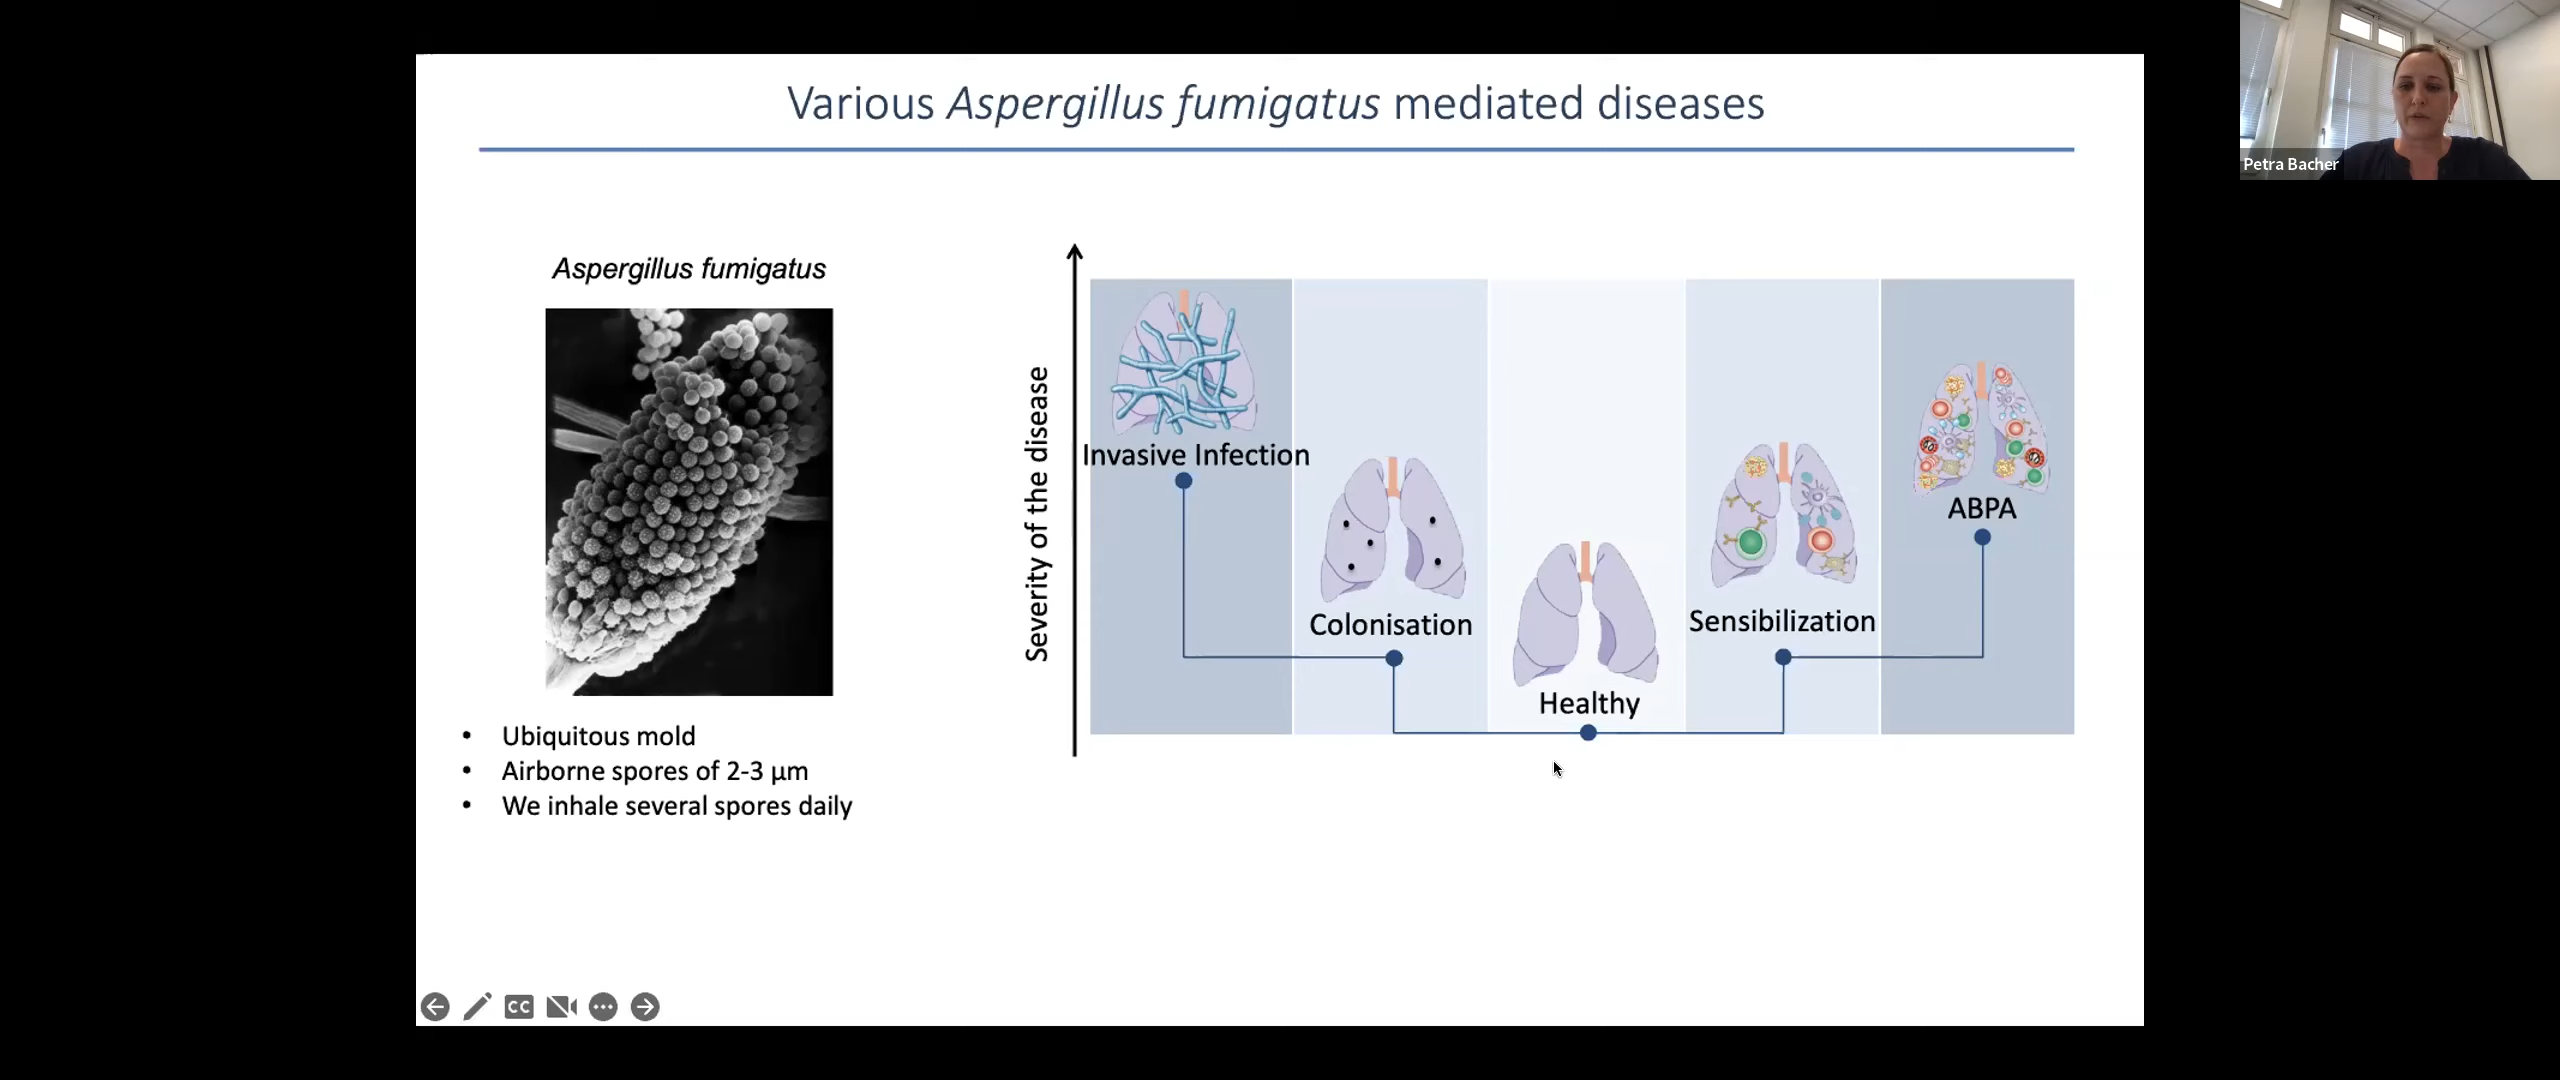 Various Aspergillus fumigatus mediated diseases
Petra Bacher
Aspergillus fumigatus
• Ubiquitous mold
• Airborne spores of 2-3 µm
• We inhale several spores daily
Severity of the disease
Invasive Infection
Colonisation
Healthy
Sensibilization
ABPA
CC